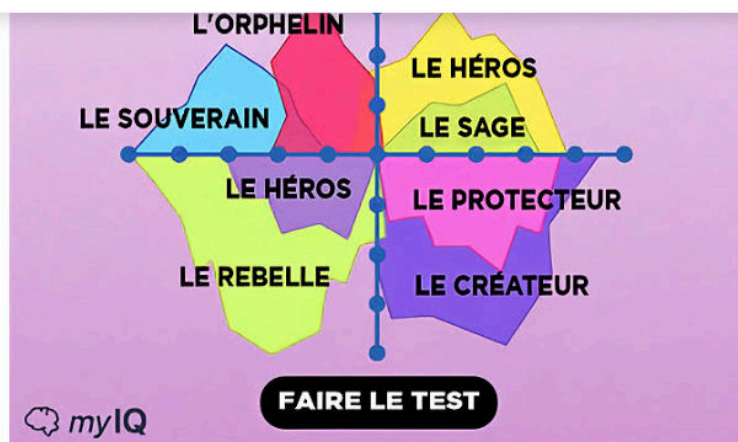 L'ORPHELIN
LE HÉROS
LE SOUVERAIN
LE SAGE
LE HÉROS
LE PROTECTEUR
LE REBELLE
LE CRÉATEUR
FAIRE LE TEST
myIQ